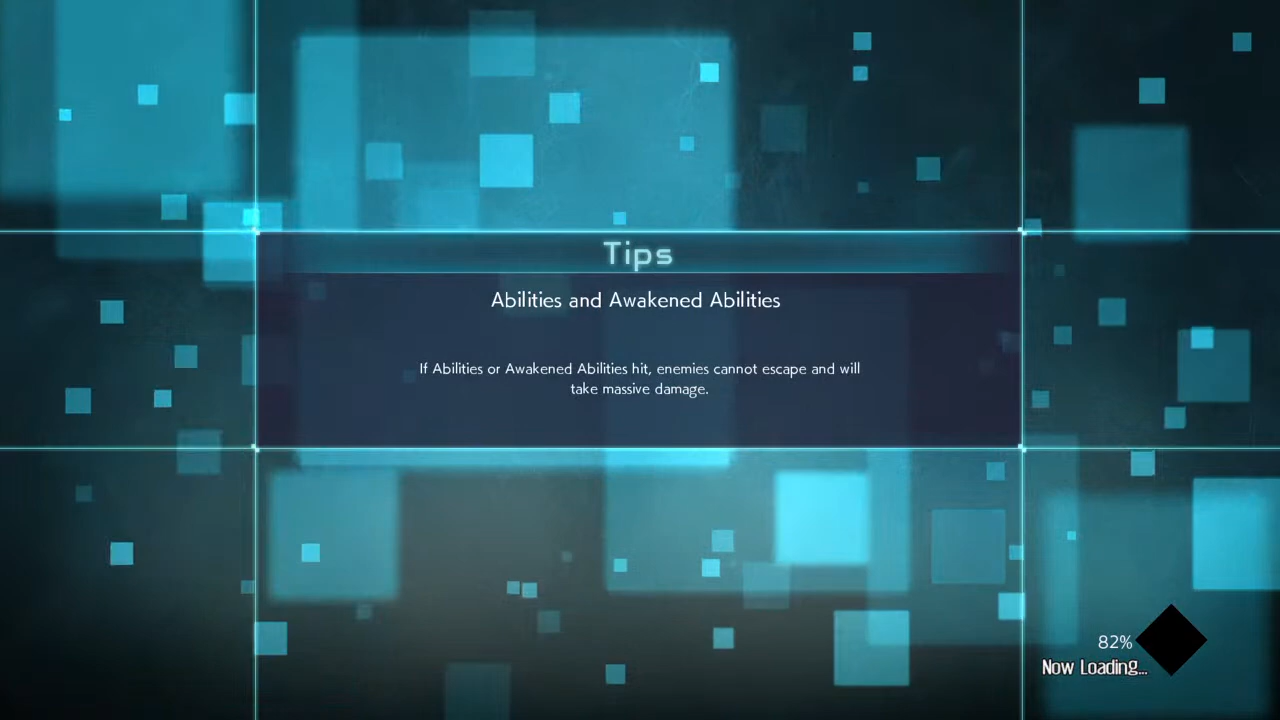 Tips
Abilities and Awakened Abilities
If Abilities or Awakened Abilities hit, enemies cannot escape and will
take massive damage.
82%
Now Loading...